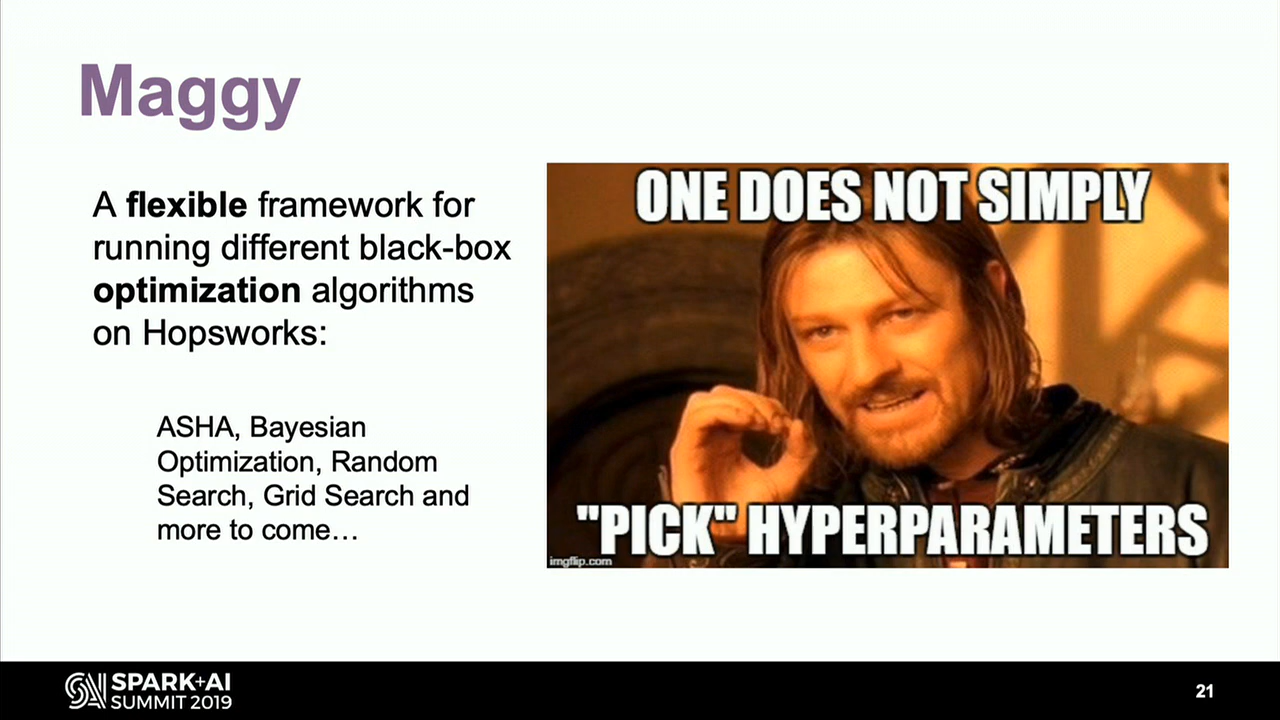 Maggy
A flexible framework for
running different black-box
optimization algorithms
on Hopsworks:
ASHA, Bayesian
Optimization, Random
Search, Grid Search and
more to come…
ONE DOES NOT SIMPLY
"PICK" HYPERPARAMETERS
imgflip.com
SPARK+AI
SUMMIT 2019
21